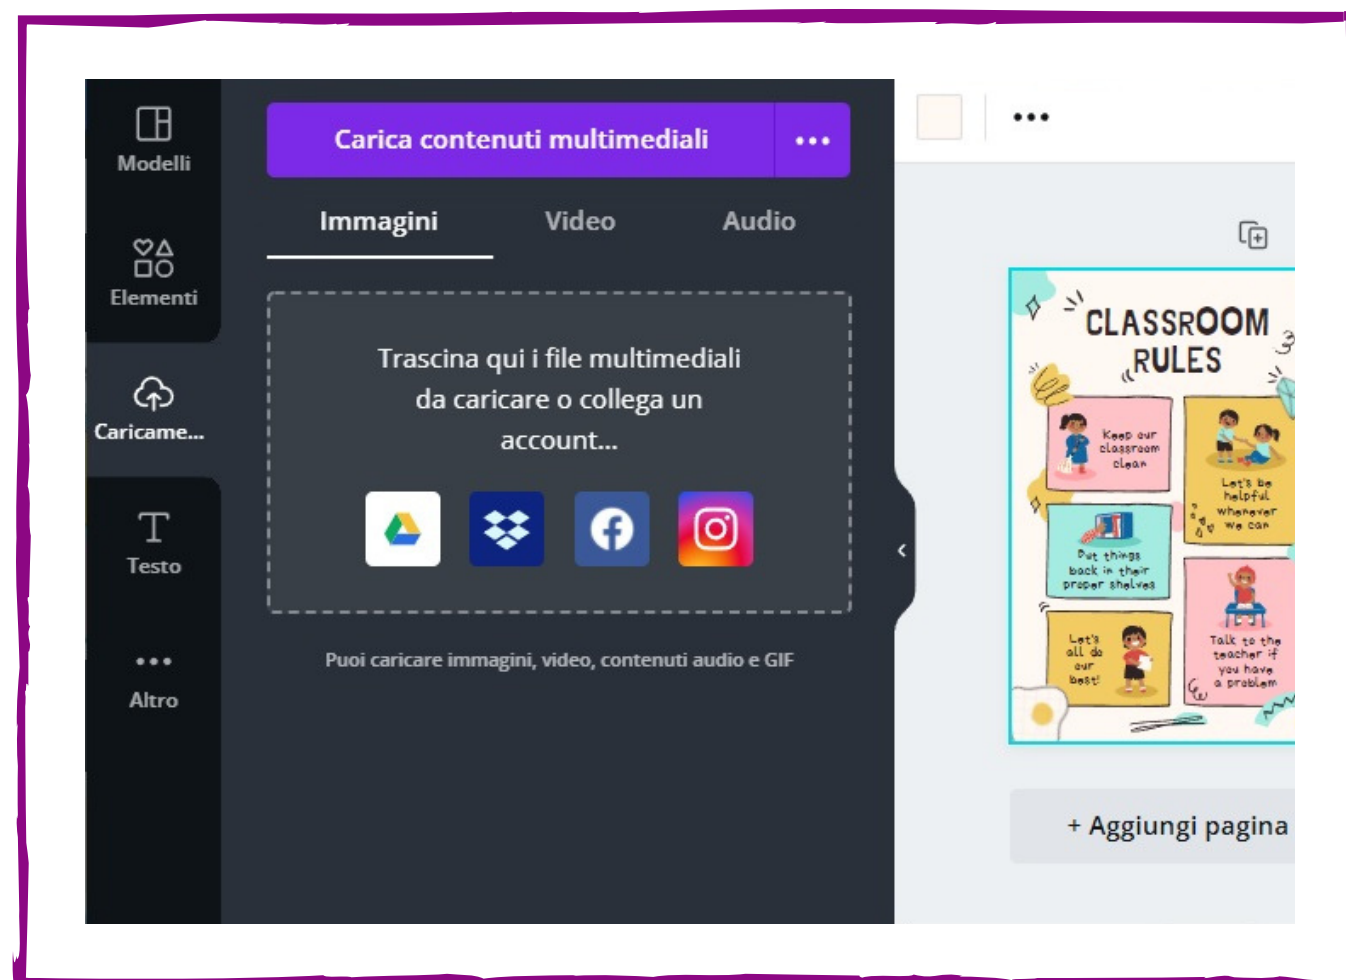 Modelli
Elementi
Caricame...
Testo
Altro
Carica contenuti multimediali
Immagini Video Audio
Trascina qui i file multimediali
da caricare o collega un
account...
Puoi caricare immagini, video, contenuti audio e GIF
CLASSROOM
RULES
Keep our
classroom
clean
Let's be
helpful
wherever
we can
Put things
back in their
proper shelves
Let's
all do
our
best!
Talk to the
teacher if
you have
a problem
+ Aggiungi pagina